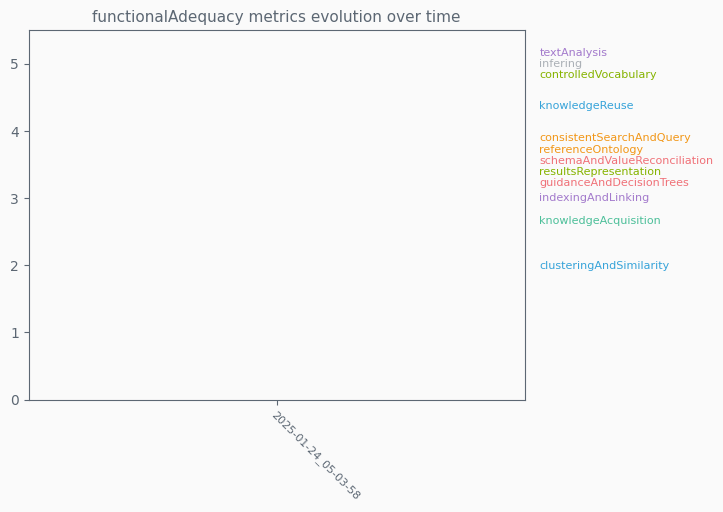 functionalAdequacy metrics evolution over time
5
4
3
2
1
0
2025-01-24_05-03-58
textAnalysis
infering
controlledVocabulary
knowledgeReuse
consistentSearchAndQuery
referenceOntology
schemaAndValueReconciliation
resultsRepresentation
guidanceAndDecisionTrees
indexingAndLinking
knowledgeAcquisition
clusteringAndSimilarity